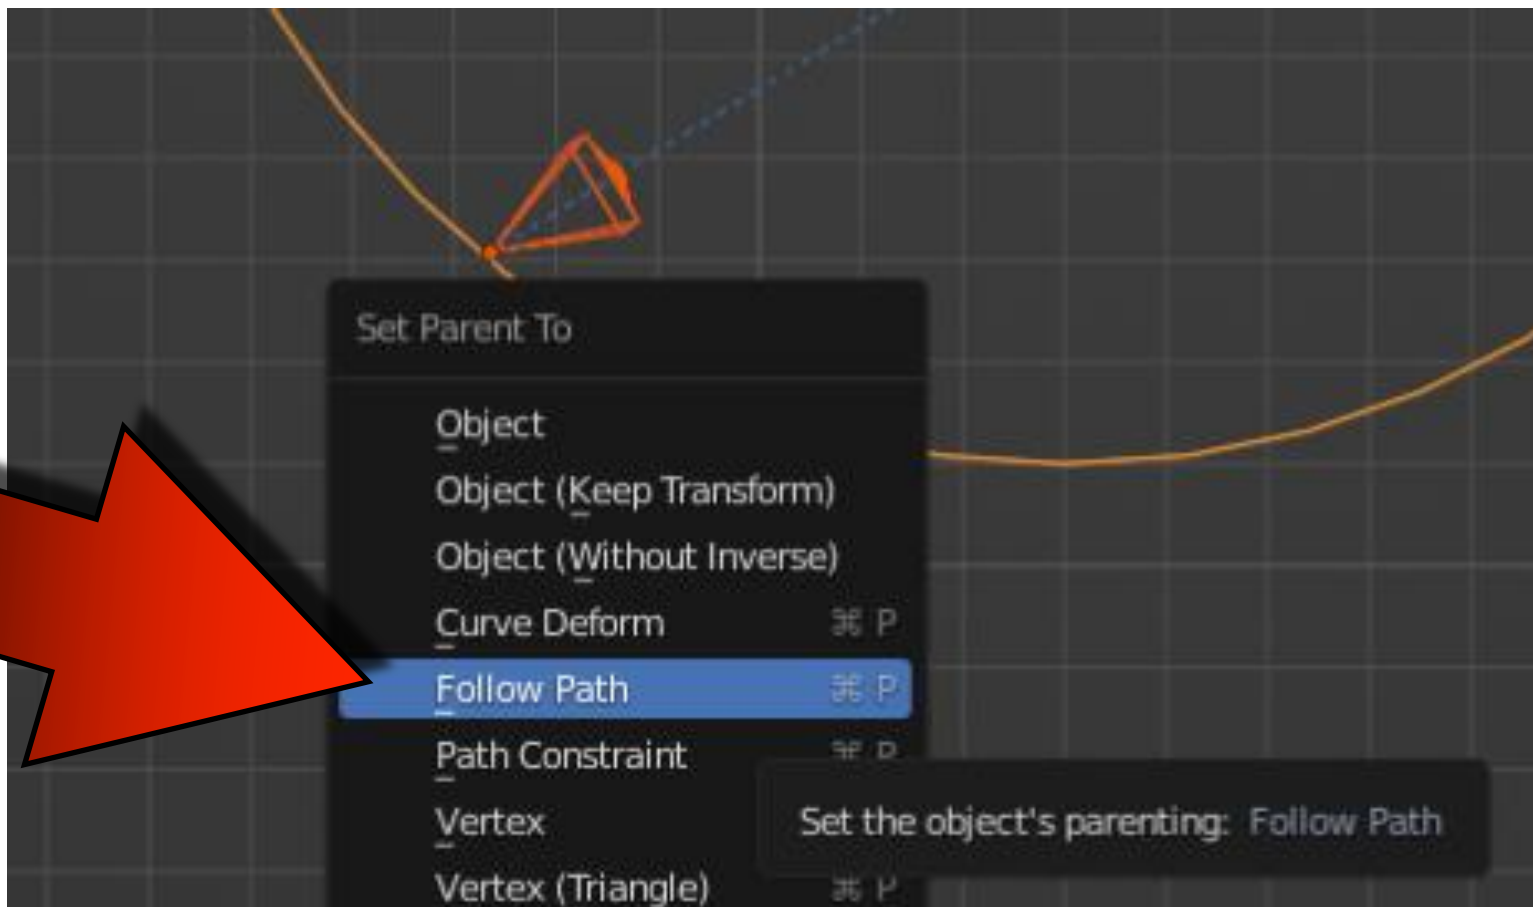 Set Parent To
Object
Object (Keep Transform)
Object (Without Inverse)
Curve Deform ⌘ P
Follow Path ⌘ P
Path Constraint ⌘ P
Vertex
Set the object's parenting: Follow Path
Vertex (Triangle) ⌘ P